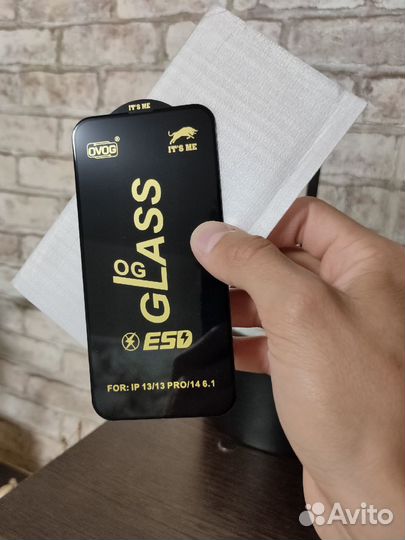 IT'S ME
OVOG®
IT'S ME
OG GLASS
ESD
FOR: IP 13/13 PRO/14 6.1
Avito